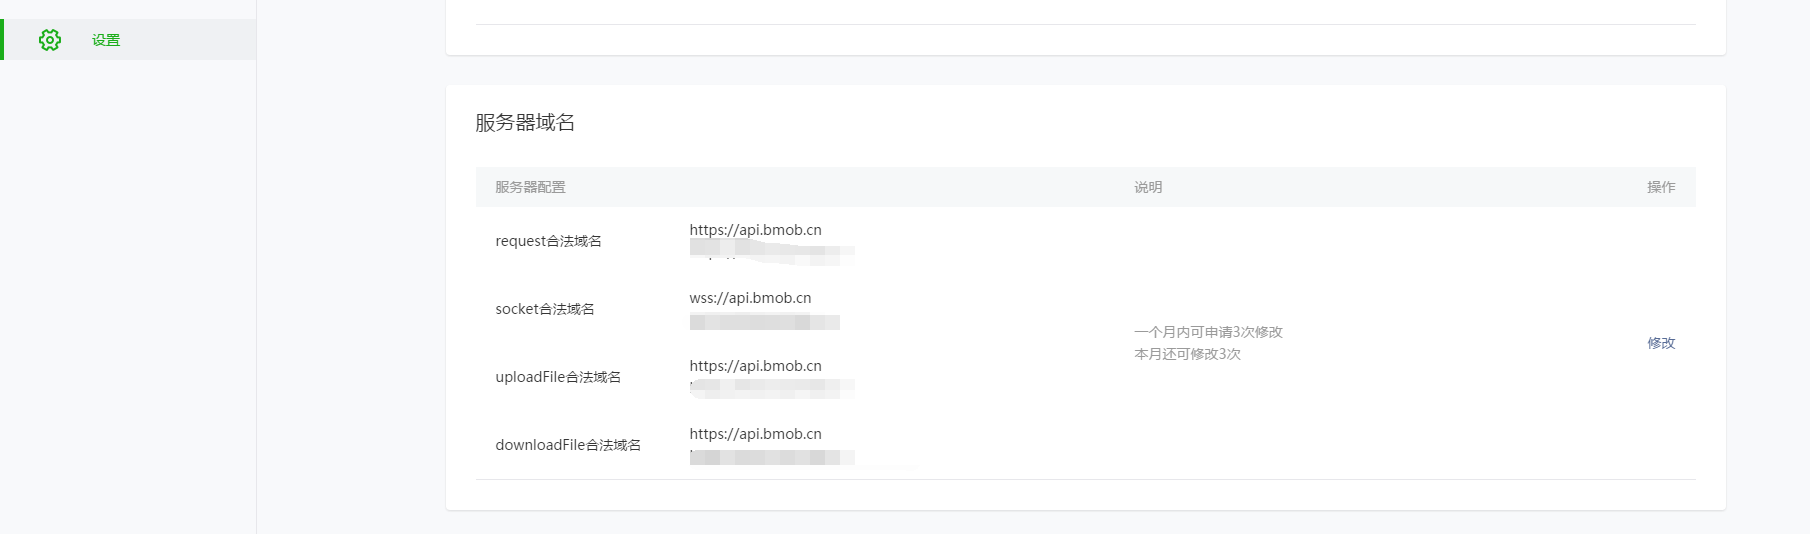 设置
服务器域名
服务器配置
说明
操作
request合法域名
https://api.bmob.cn
socket合法域名
wss://api.bmob.cn
uploadFile合法域名
https://api.bmob.cn
downloadFile合法域名
https://api.bmob.cn
一个月内可申请3次修改
本月还可修改3次
修改